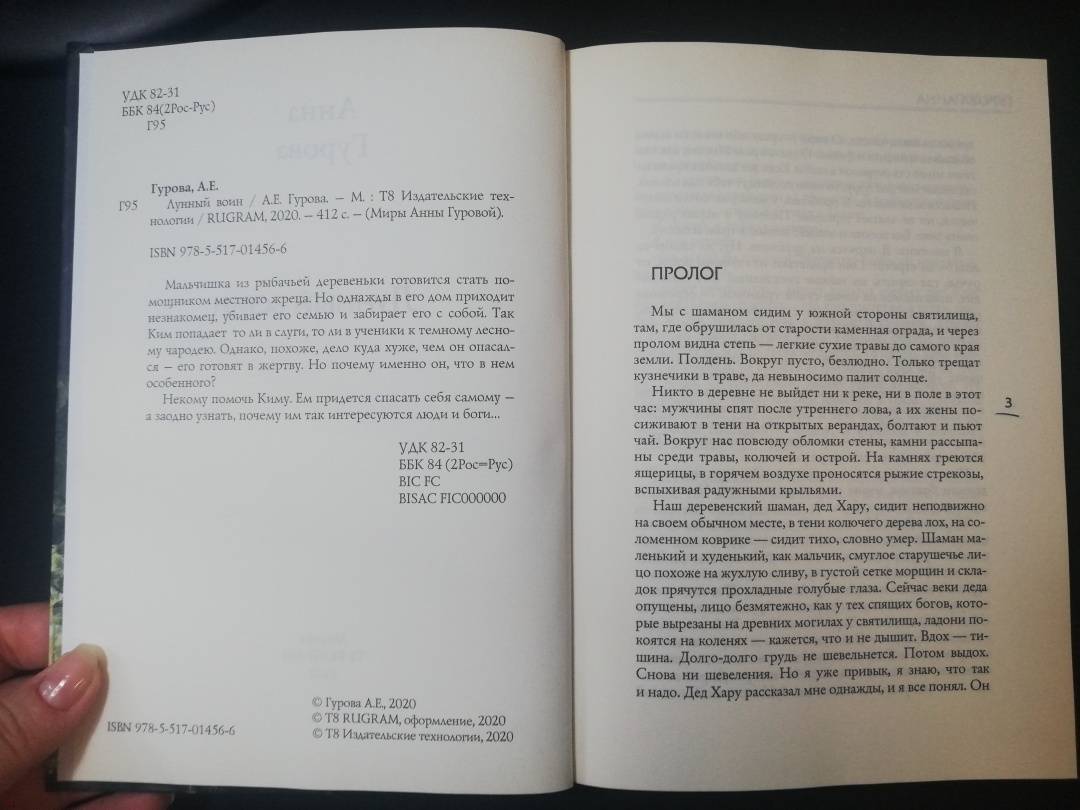 УДК 82-31
ББК 84(2Рос-Рус)
Г95
Гурова, А.Е.
Г95 Лунный воин / А.Е. Гурова. – М. : Т8 Издательские тех-
нологии / RUGRAM, 2020. – 412 с. – (Миры Анны Гуровой).
ISBN 978-5-517-01456-6
Мальчишка из рыбачьей деревеньки готовится стать по-
мощником местного жреца. Но однажды в его дом приходит
незнакомец, убивает его семью и забирает его с собой. Так
Ким попадает то ли в слуги, то ли в ученики к темному лесно-
му чародею. Однако, похоже, дело куда хуже, чем он опасал-
ся – его готовят в жертву. Но почему именно он, что в нем
особенного?
Некому помочь Киму. Ем придется спасать себя самому –
а заодно узнать, почему им так интересуются люди и боги...
УДК 82-31
ББК 84 (2Рос=Рус)
BIC FC
BISAC FIC000000
© Гурова А.Е., 2020
© Т8 RUGRAM, оформление, 2020
© Т8 Издательские технологии, 2020
ISBN 978-5-517-01456-6
ПРОЛОГ
Мы с шаманом сидим у южной стороны святилища,
там, где обрушилась от старости каменная ограда, и через
пролом видна степь — легкие сухие травы до самого края
земли. Полдень. Вокруг пусто, безлюдно. Только трещат
кузнечики в траве, да невыносимо палит солнце.
Никто в деревне не выйдет ни к реке, ни в поле в этот
час: мужчины спят после утреннего лова, а их жены по-
сиживают в тени на открытых верандах, болтают и пьют
чай. Вокруг нас повсюду обломки стены, камни рассыпа-
ны среди травы, колючей и острой. На камнях греются
ящерицы, в горячем воздухе проносятся рыжие стрекозы,
вспыхивая радужными крыльями.
Наш деревенский шаман, дед Хару, сидит неподвижно
на своем обычном месте, в тени колючего дерева лох, на со-
ломенном коврике — сидит тихо, словно умер. Шаман ма-
ленький и худенький, как мальчик, смуглое старушечье ли-
цо похоже на жухлую сливу, в густой сетке морщин и скла-
док прячутся прохладные голубые глаза. Сейчас веки деда
опущены, лицо безмятежно, как у тех спящих богов, кото-
рые вырезаны на древних могилах у святилища, ладони по-
коятся на коленях — кажется, что и не дышит. Вдох — ти-
шина. Долго-долго грудь не шевельнется. Потом выдох.
Снова ни шевеления. Но я уже привык, я знаю, что так
и надо. Дед Хару рассказал мне однажды, и я все понял. Он
3